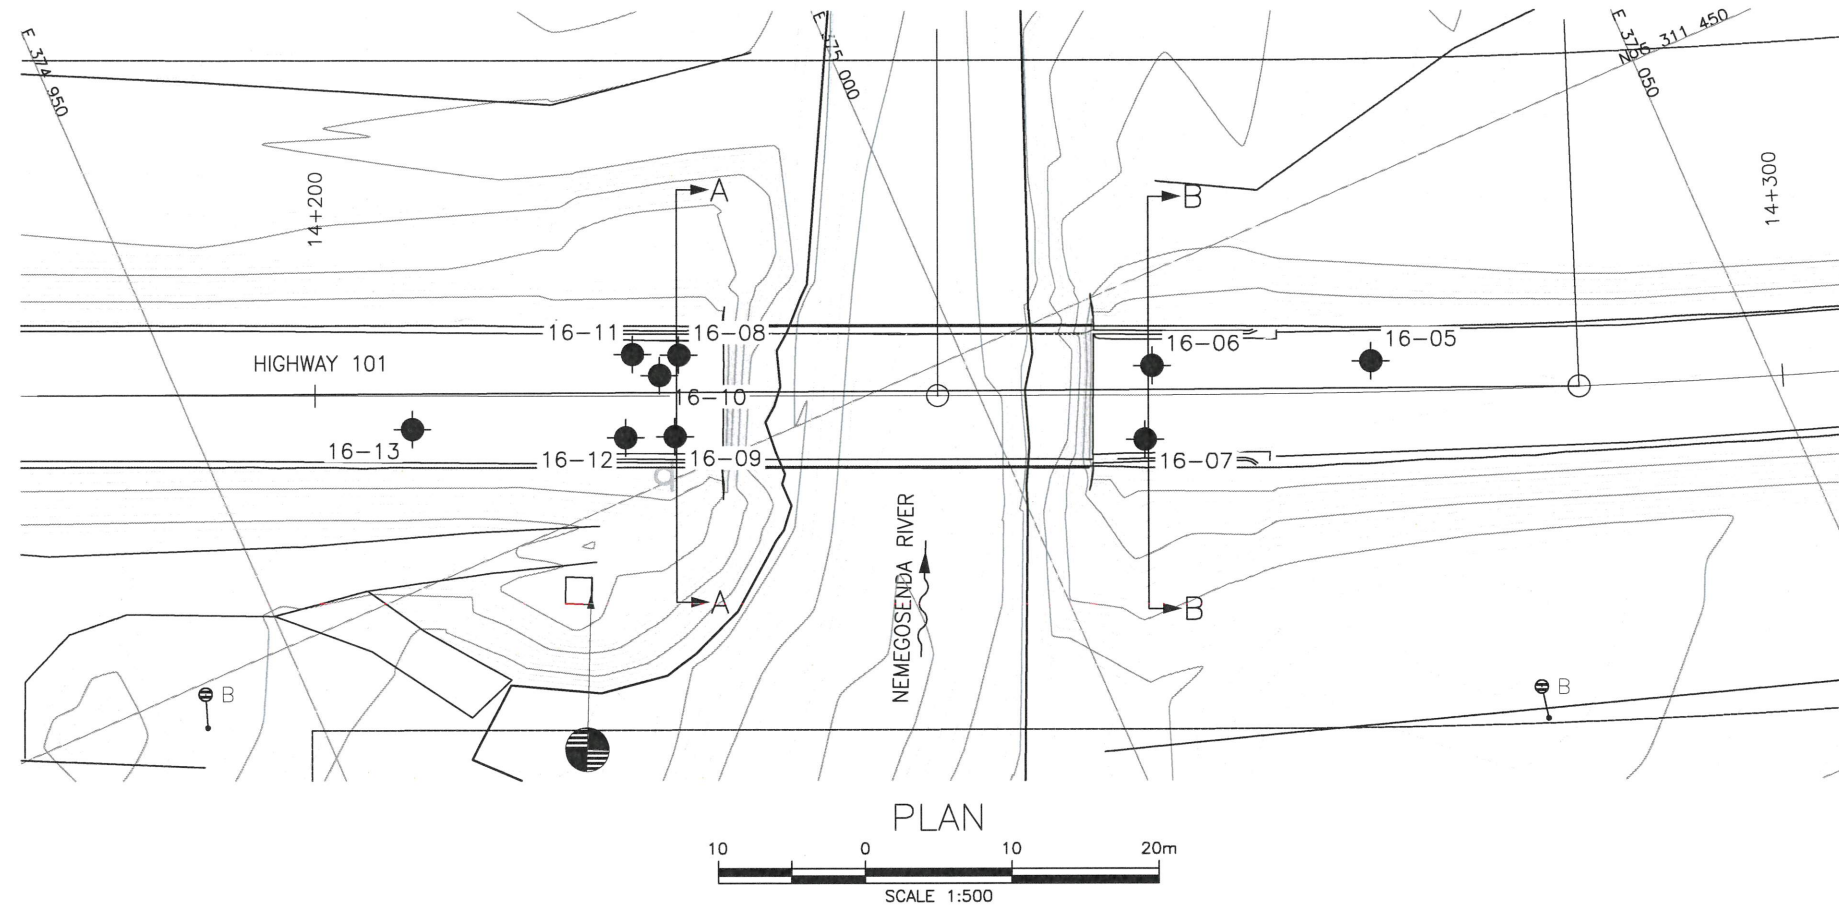 E 374 950
E 375 000
E 375 050
N 5 311 450
14+200
14+300
A
B
16-11
16-08
16-06
16-05
HIGHWAY 101
16-10
16-13
16-12
16-09
16-07
NEMEGOSENDA RIVER
A
B
B
B
PLAN
10 0 10 20m
SCALE 1:500